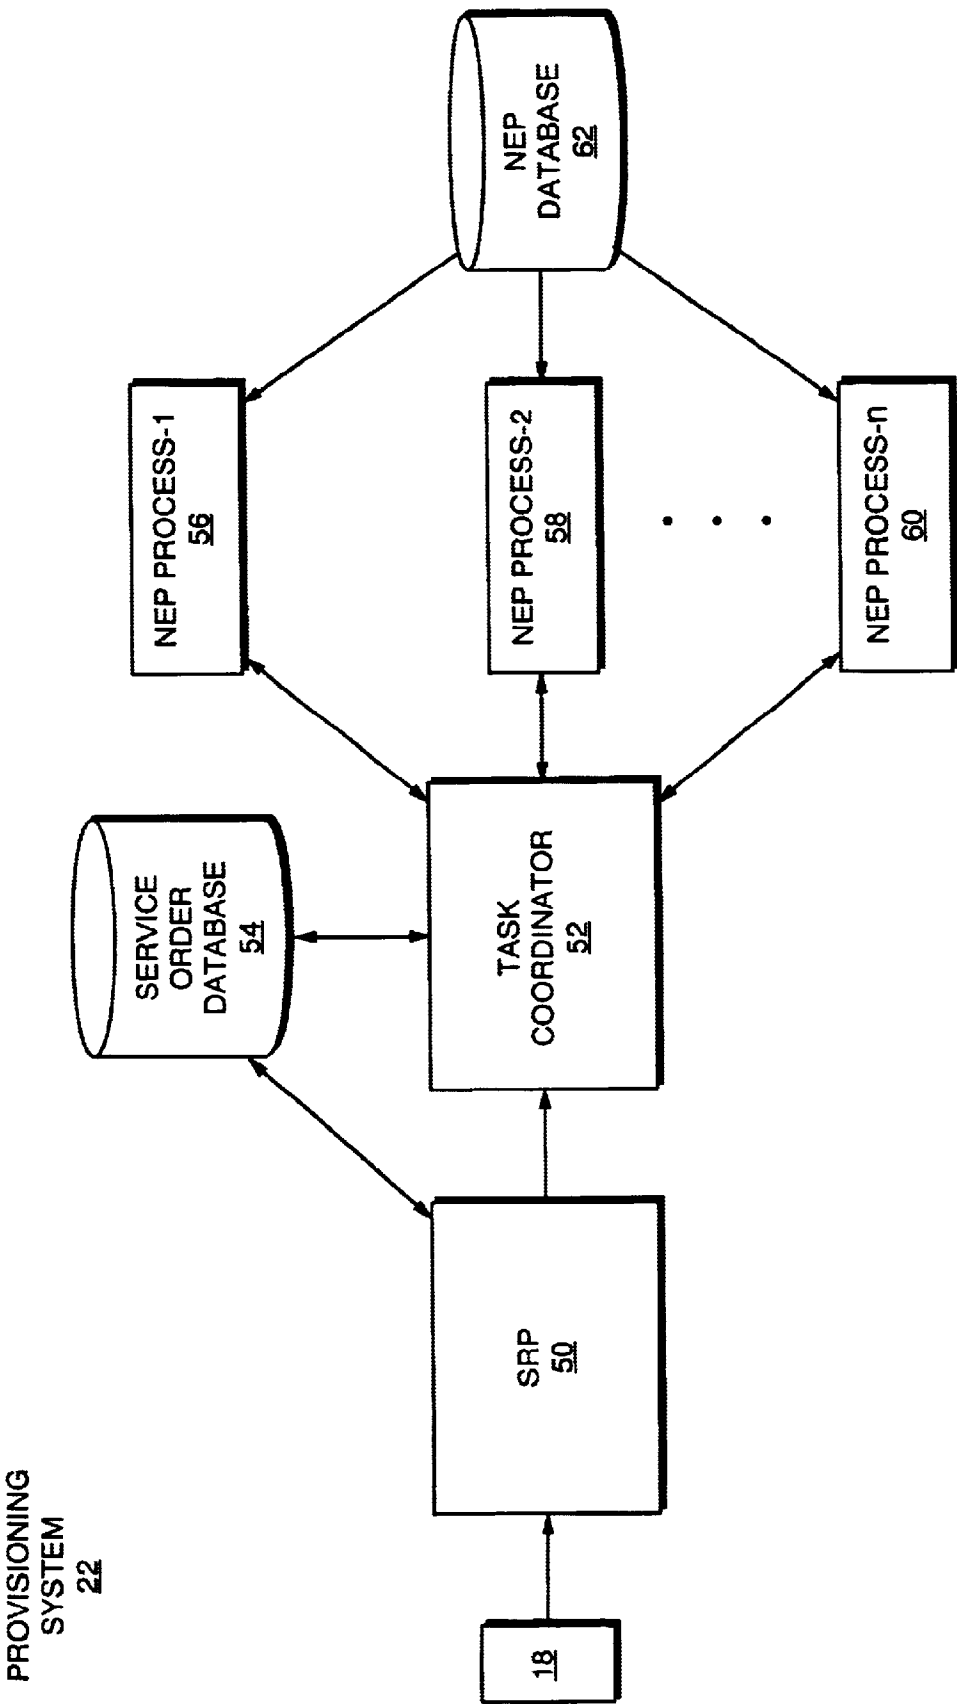 PROVISIONING
SYSTEM
22
18
SRP
50
SERVICE
ORDER
DATABASE
54
TASK
COORDINATOR
52
NEP PROCESS-1
56
NEP PROCESS-2
58
NEP PROCESS-n
60
NEP
DATABASE
62